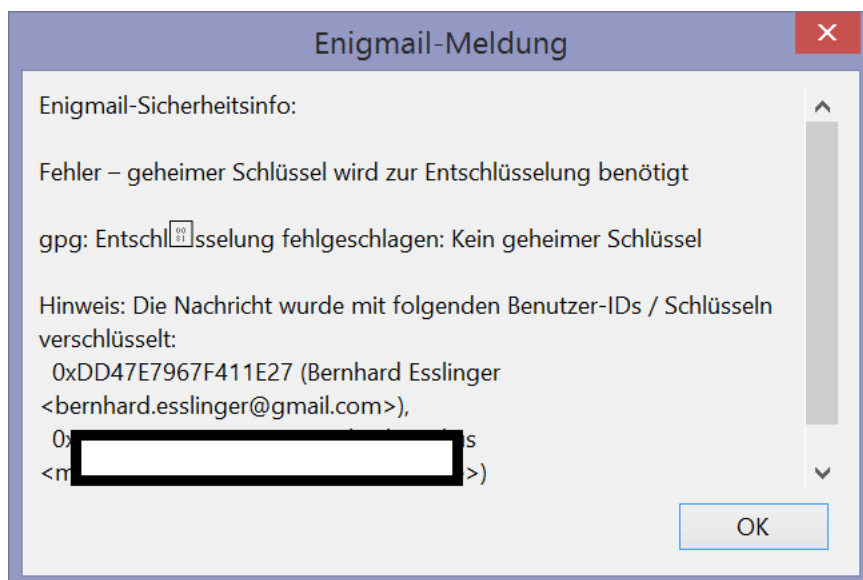 Enigmail-Meldung
Enigmail-Sicherheitsinfo:
Fehler – geheimer Schlüssel wird zur Entschlüsselung benötigt
gpg: Entschl sselung fehlgeschlagen: Kein geheimer Schlüssel
Hinweis: Die Nachricht wurde mit folgenden Benutzer-IDs / Schlüsseln
verschlüsselt:
0xDD47E7967F411E27 (Bernhard Esslinger
<bernhard.esslinger@gmail.com>),
OK